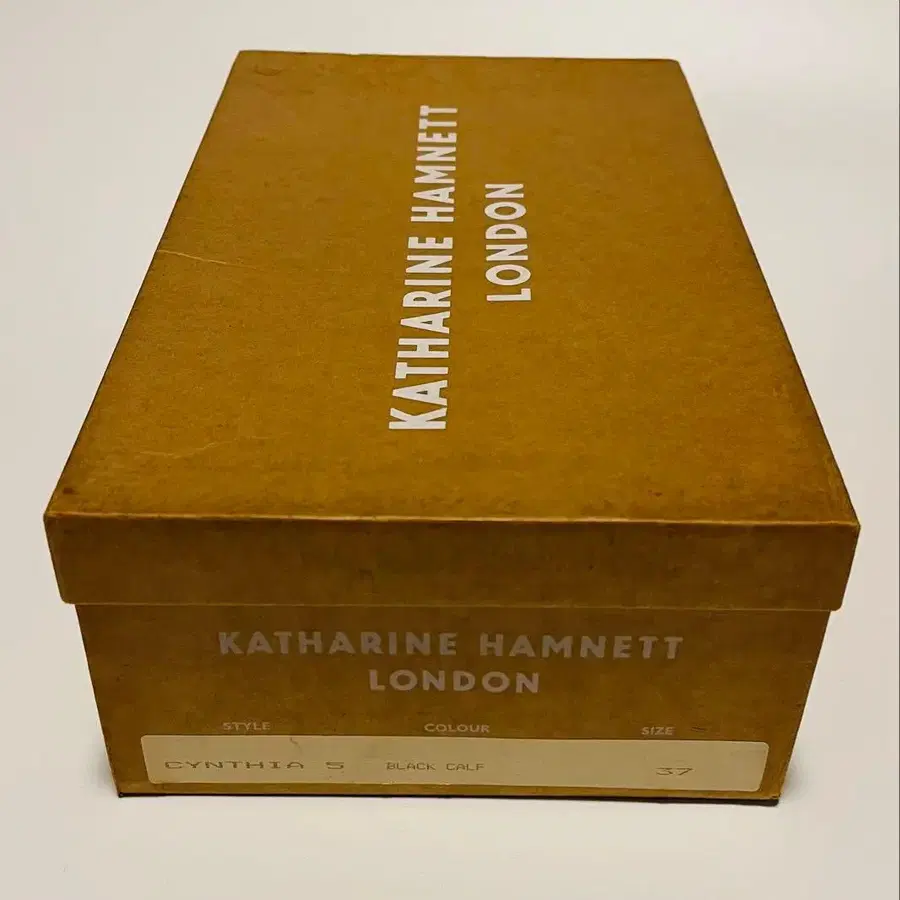 KATHARINE HAMNETT
LONDON
KATHARINE HAMNETT
LONDON
STYLE COLOUR SIZE
CYNTHIA 5 BLACK CALF 37